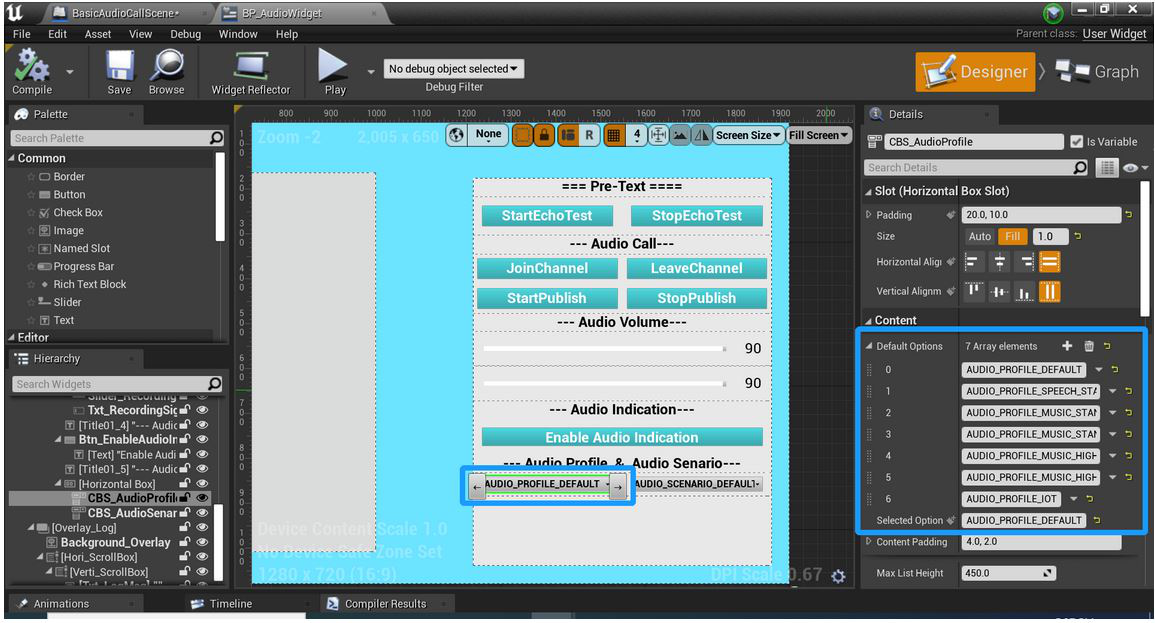 BasicAudioCallScene•
BP_AudioWidget
File Edit Asset View Debug Window Help
Parent class: User Widget
Compile
Save
Browse
Widget Reflector
Play
No debug object selected
Debug Filter
Designer
Graph
Palette
Search Palette
Common
Border
Button
Check Box
Image
Named Slot
Progress Bar
Rich Text Block
Slider
Text
Editor
Hierarchy
Search Widgets
Slider_Recording
Txt_RecordingSig
[Title01_4] "--- Audio
Btn_EnableAudioIn
[Text] "Enable Audi
[Title01_5] "--- Audio
[Horizontal Box]
CBS_AudioProfile
CBS_AudioSenar
[Overlay_Log]
Background_Overlay
[Hori_ScrollBox]
[Verti_ScrollBox]
Animations
Timeline
Compiler Results
800 900 1000 1100 1200 1300 1400 1500 1600 1700 1800 1900 2000
Zoom -2
2,005 x 650
None
R
4
Screen Size
Fill Screen
=== Pre-Text ====
StartEchoTest
StopEchoTest
--- Audio Call---
JoinChannel
LeaveChannel
StartPublish
StopPublish
--- Audio Volume---
90
90
--- Audio Indication---
Enable Audio Indication
--- Audio Profile & Audio Senario---
AUDIO_PROFILE_DEFAULT
AUDIO_SCENARIO_DEFAULT
Device Content Scale 1.0
No Device Safe Zone Set
1280 x 720 (16:9)
DPI Scale 0.67
Details
CBS_AudioProfile
Is Variable
Search Details
Slot (Horizontal Box Slot)
Padding 20.0, 10.0
Size Auto Fill 1.0
Horizontal Align
Vertical Alignm
Content
Default Options 7 Array elements
0 AUDIO_PROFILE_DEFAULT
1 AUDIO_PROFILE_SPEECH_STA
2 AUDIO_PROFILE_MUSIC_STAN
3 AUDIO_PROFILE_MUSIC_STAN
4 AUDIO_PROFILE_MUSIC_HIGH
5 AUDIO_PROFILE_MUSIC_HIGH
6 AUDIO_PROFILE_IOT
Selected Option AUDIO_PROFILE_DEFAULT
Content Padding 4.0, 2.0
Max List Height 450.0